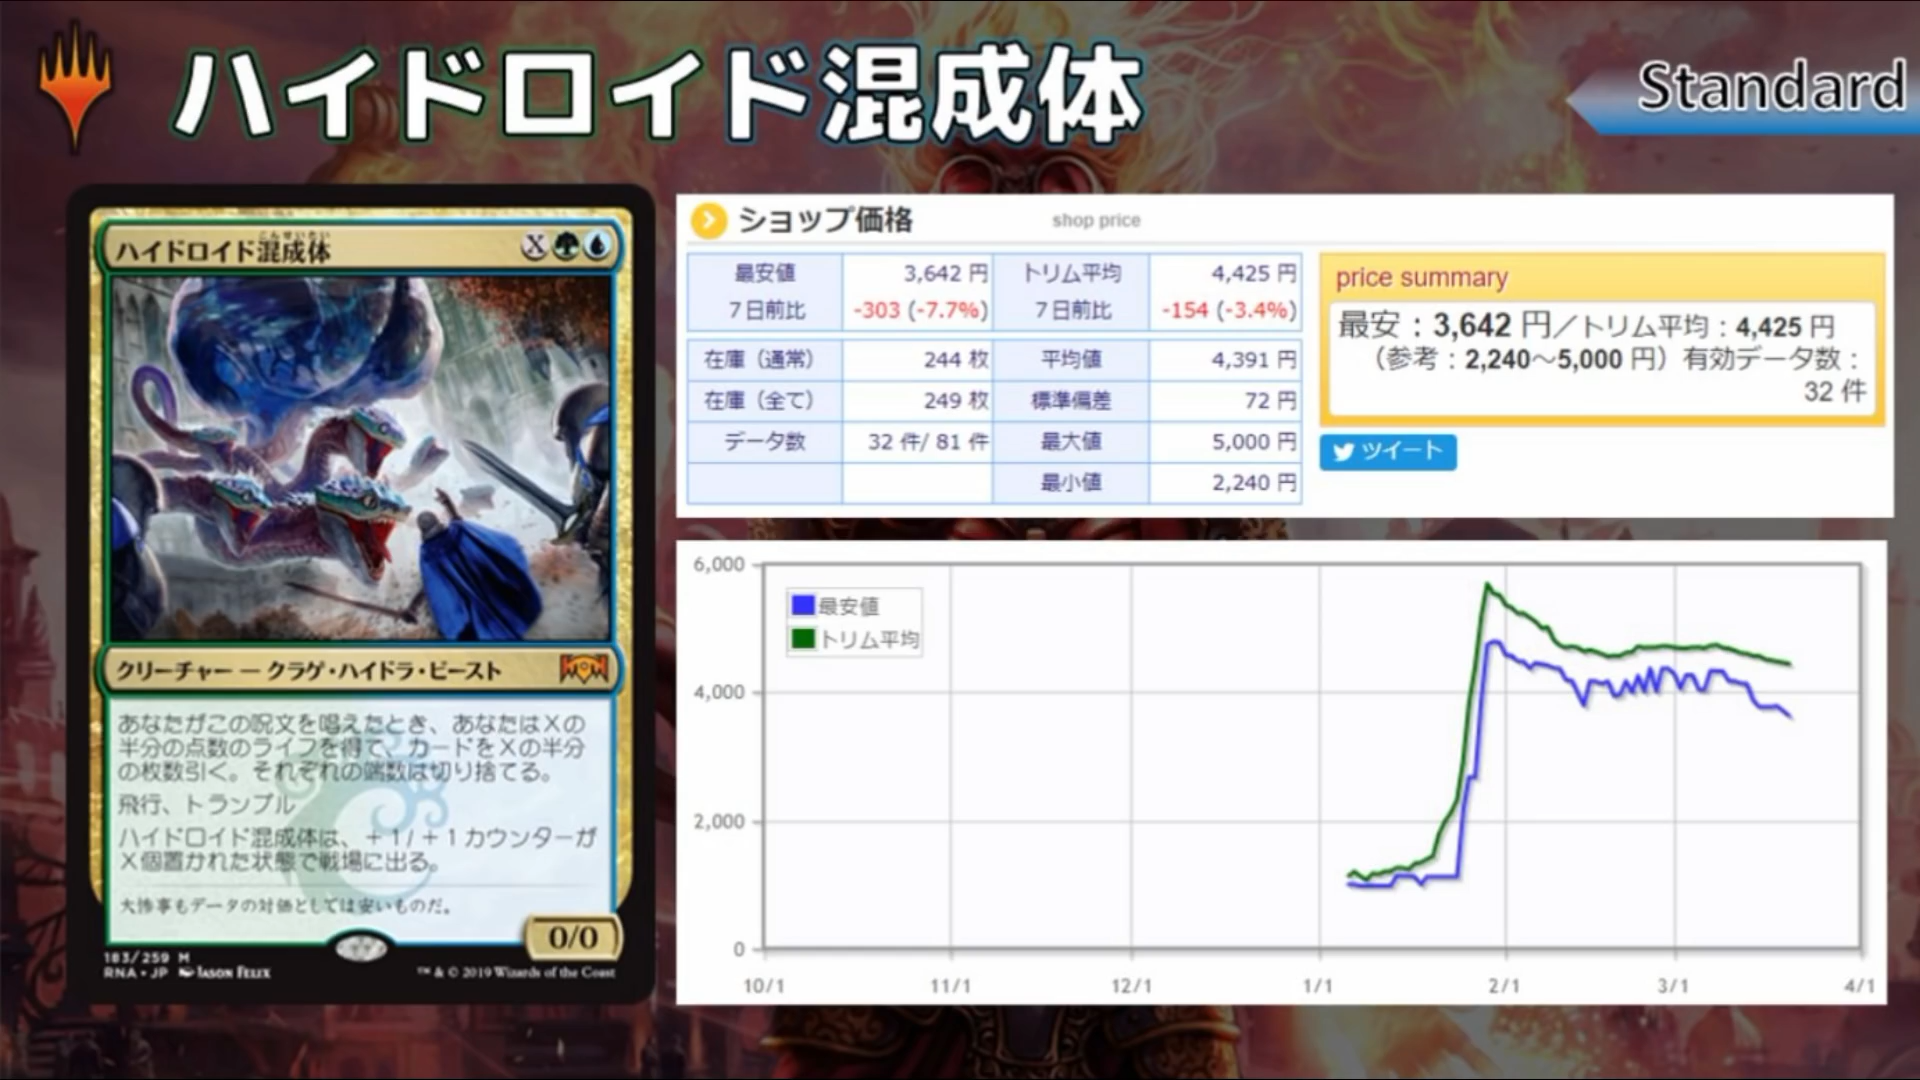 ハイドロイド混成体
Standard
ハイドロイド混成体
こんせいたい
X
クリーチャー — クラゲ・ハイドラ・ビースト
あなたがこの呪文を唱えたとき、あなたはXの
半分の点数のライフを得て、カードをXの半分
の枚数引く。それぞれの端数は切り捨てる。
飛行、トランプル
ハイドロイド混成体は、+1/+1カウンターが
X個置かれた状態で戦場に出る。
大惨事もデータの対価としては安いものだ。
0/0
183/259 M
RNA • JP Jason Felix
™ & © 2019 Wizards of the Coast
ショップ価格 shop price
最安値 3,642 円 トリム平均 4,425 円
7日前比 -303 (-7.7%) 7日前比 -154 (-3.4%)
在庫（通常） 244 枚 平均値 4,391 円
在庫（全て） 249 枚 標準偏差 72 円
データ数 32 件/ 81 件 最大値 5,000 円
最小値 2,240 円
price summary
最安：3,642 円／トリム平均：4,425 円
（参考：2,240～5,000 円）有効データ数：
32 件
ツイート
最安値
トリム平均
6,000
4,000
2,000
0
10/1 11/1 12/1 1/1 2/1 3/1 4/1